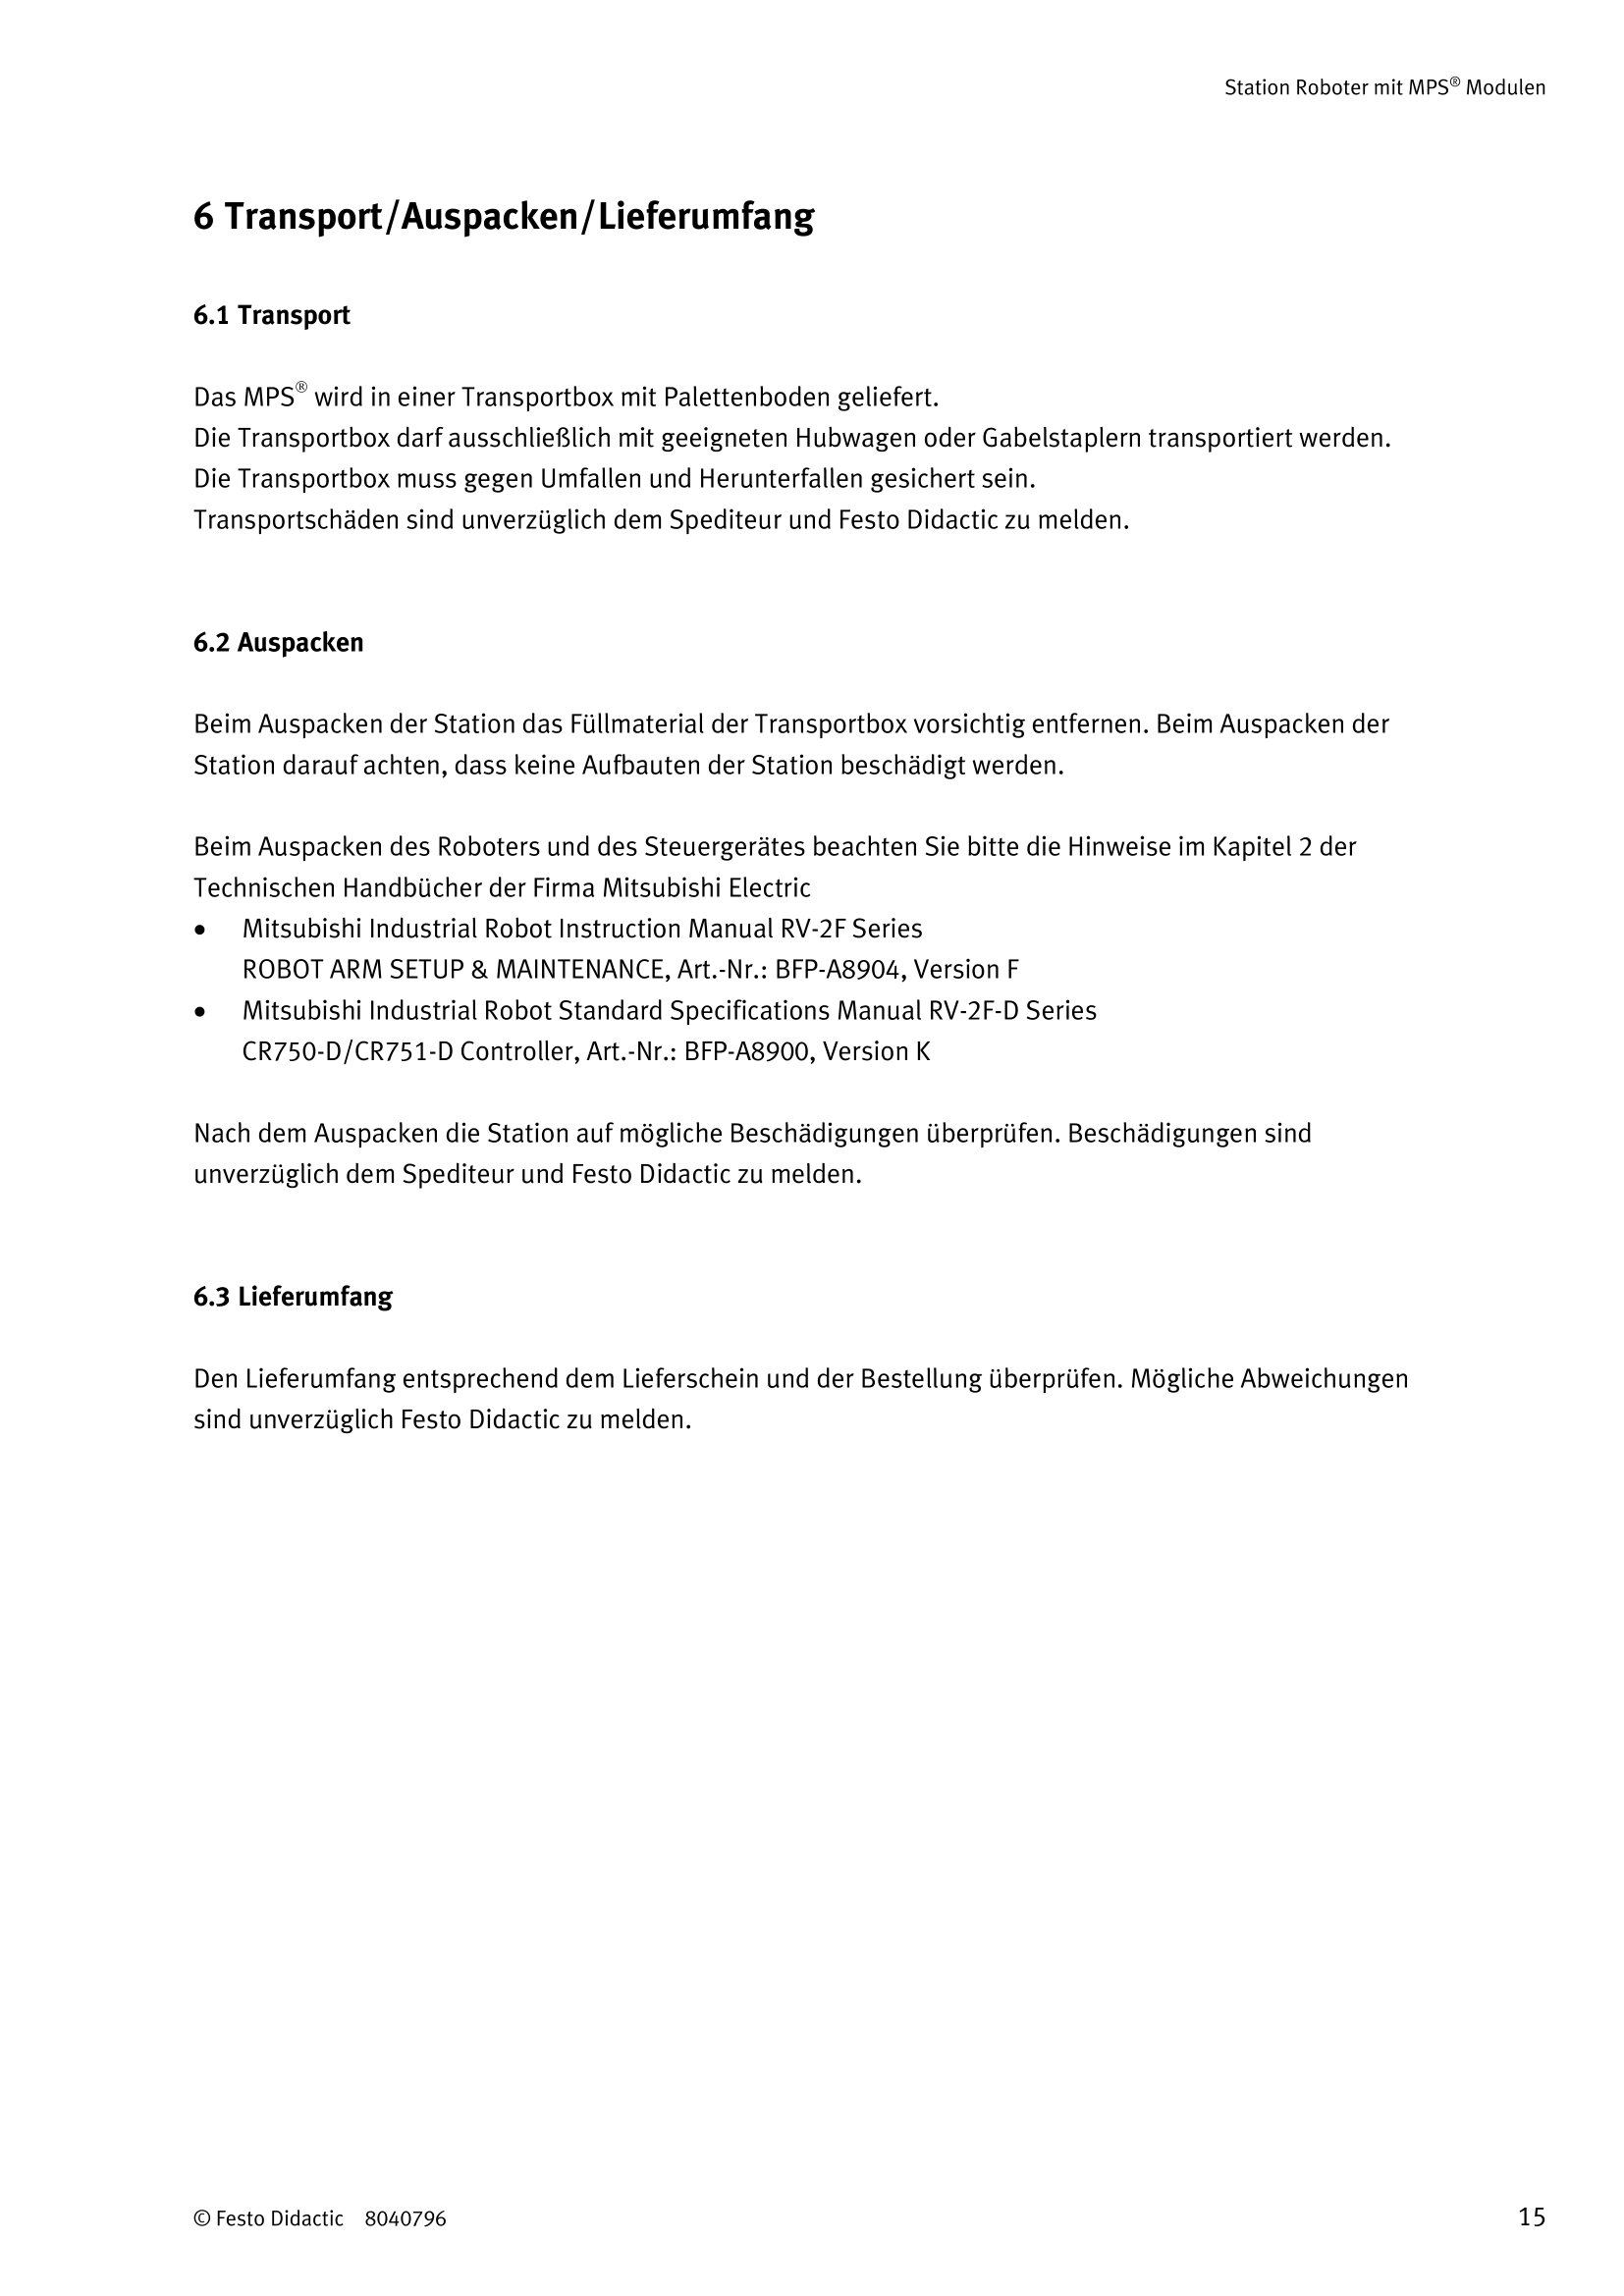 Station Roboter mit MPS® Modulen
6 Transport/Auspacken/Lieferumfang
6.1 Transport
Das MPS® wird in einer Transportbox mit Palettenboden geliefert.
Die Transportbox darf ausschließlich mit geeigneten Hubwagen oder Gabelstaplern transportiert werden.
Die Transportbox muss gegen Umfallen und Herunterfallen gesichert sein.
Transportschäden sind unverzüglich dem Spediteur und Festo Didactic zu melden.
6.2 Auspacken
Beim Auspacken der Station das Füllmaterial der Transportbox vorsichtig entfernen. Beim Auspacken der
Station darauf achten, dass keine Aufbauten der Station beschädigt werden.
Beim Auspacken des Roboters und des Steuergerätes beachten Sie bitte die Hinweise im Kapitel 2 der
Technischen Handbücher der Firma Mitsubishi Electric
• Mitsubishi Industrial Robot Instruction Manual RV-2F Series
ROBOT ARM SETUP & MAINTENANCE, Art.-Nr.: BFP-A8904, Version F
• Mitsubishi Industrial Robot Standard Specifications Manual RV-2F-D Series
CR750-D/CR751-D Controller, Art.-Nr.: BFP-A8900, Version K
Nach dem Auspacken die Station auf mögliche Beschädigungen überprüfen. Beschädigungen sind
unverzüglich dem Spediteur und Festo Didactic zu melden.
6.3 Lieferumfang
Den Lieferumfang entsprechend dem Lieferschein und der Bestellung überprüfen. Mögliche Abweichungen
sind unverzüglich Festo Didactic zu melden.
© Festo Didactic 8040796 15